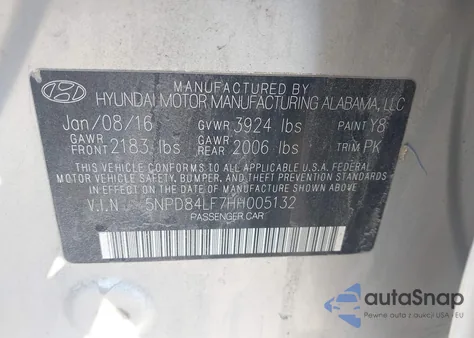 MANUFACTURED BY
HYUNDAI MOTOR MANUFACTURING ALABAMA, LLC
Jan/08/16 GVWR 3924 lbs PAINT Y8
GAWR FRONT 2183 lbs GAWR REAR 2006 lbs TRIM PK
THIS VEHICLE CONFORMS TO ALL APPLICABLE FEDERAL
MOTOR VEHICLE SAFETY, BUMPER, AND THEFT PREVENTION STANDARDS
IN EFFECT ON THE DATE OF MANUFACTURE SHOWN ABOVE.
V.I.N : 5NPD84LF7HH005132
PASSENGER CAR
autoSnap
Pewne auto z aukcji USA i EU